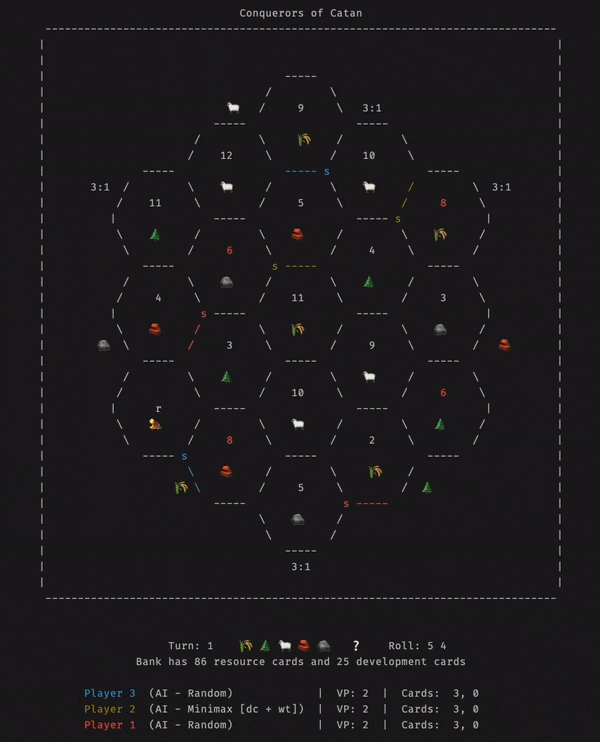 Conquerors of Catan
9 3:1
12 10
3:1 8 3:1
11 5
s
s
6 4
s
4 11 3
s
3 9
10 6
r
8 2
s
5
s
3:1
Turn: 1 ? Roll: 5 4
Bank has 86 resource cards and 25 development cards
Player 3 (AI - Random) | VP: 2 | Cards: 3, 0
Player 2 (AI - Minimax [dc + wt]) | VP: 2 | Cards: 3, 0
Player 1 (AI - Random) | VP: 2 | Cards: 3, 0